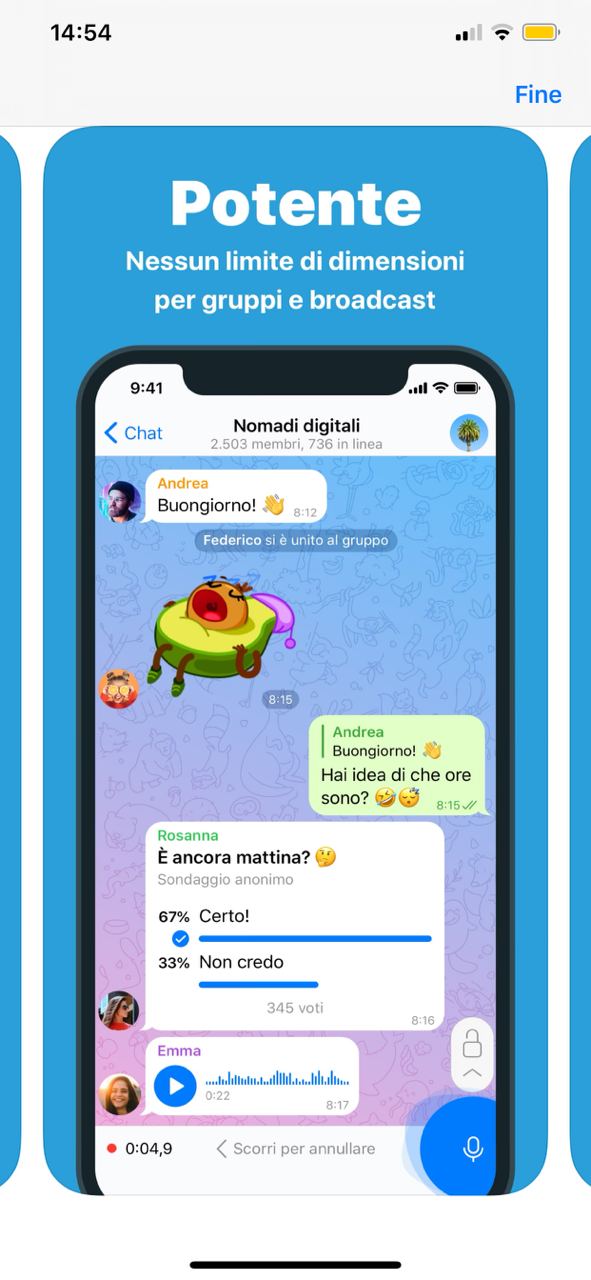 14:54
Fine
Potente
Nessun limite di dimensioni
per gruppi e broadcast
9:41
Chat
Nomadi digitali
2.503 membri, 736 in linea
Andrea
Buongiorno! 👋
8:12
Federico si è unito al gruppo
zzz
8:15
Andrea
Buongiorno! 👋
Hai idea di che ore
sono? 🤣😴
8:15
Rosanna
È ancora mattina? 🤔
Sondaggio anonimo
67% Certo!
33% Non credo
345 voti
8:16
Emma
0:22
8:17
0:04,9
Scorri per annullare